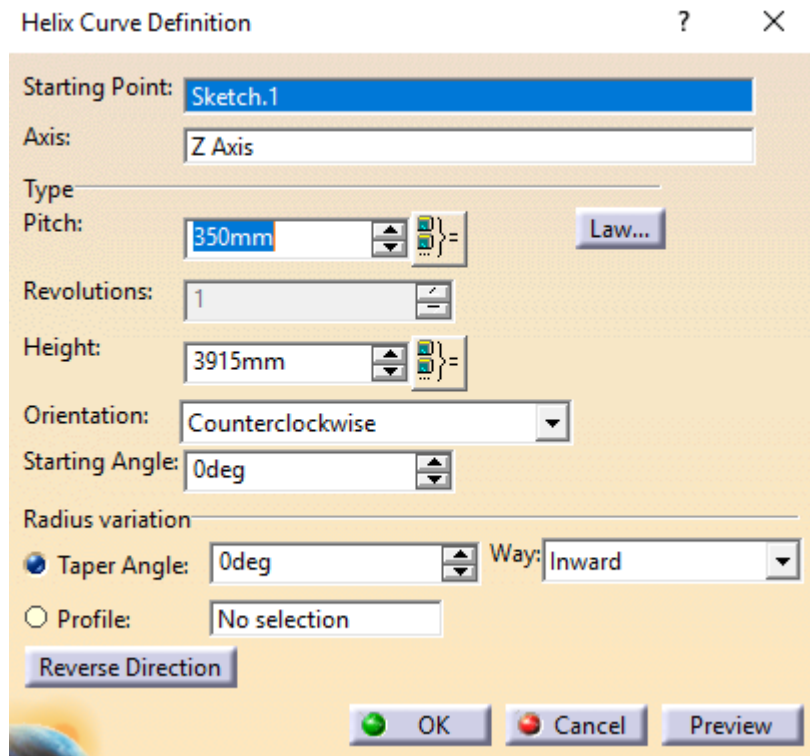 Helix Curve Definition ? ×
Starting Point: Sketch.1
Axis: Z Axis
Type
Pitch: 350mm Law...
Revolutions: 1
Height: 3915mm
Orientation: Counterclockwise
Starting Angle: 0deg
Radius variation
Taper Angle: 0deg Way: Inward
Profile: No selection
Reverse Direction
OK Cancel Preview